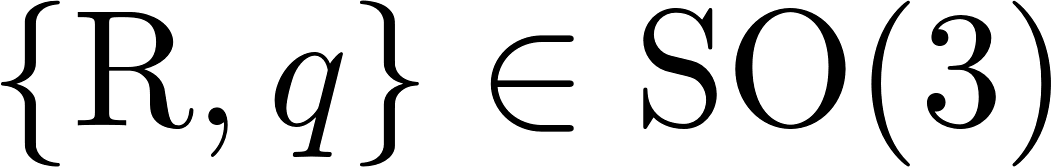 {R, q} ∈ SO(3)